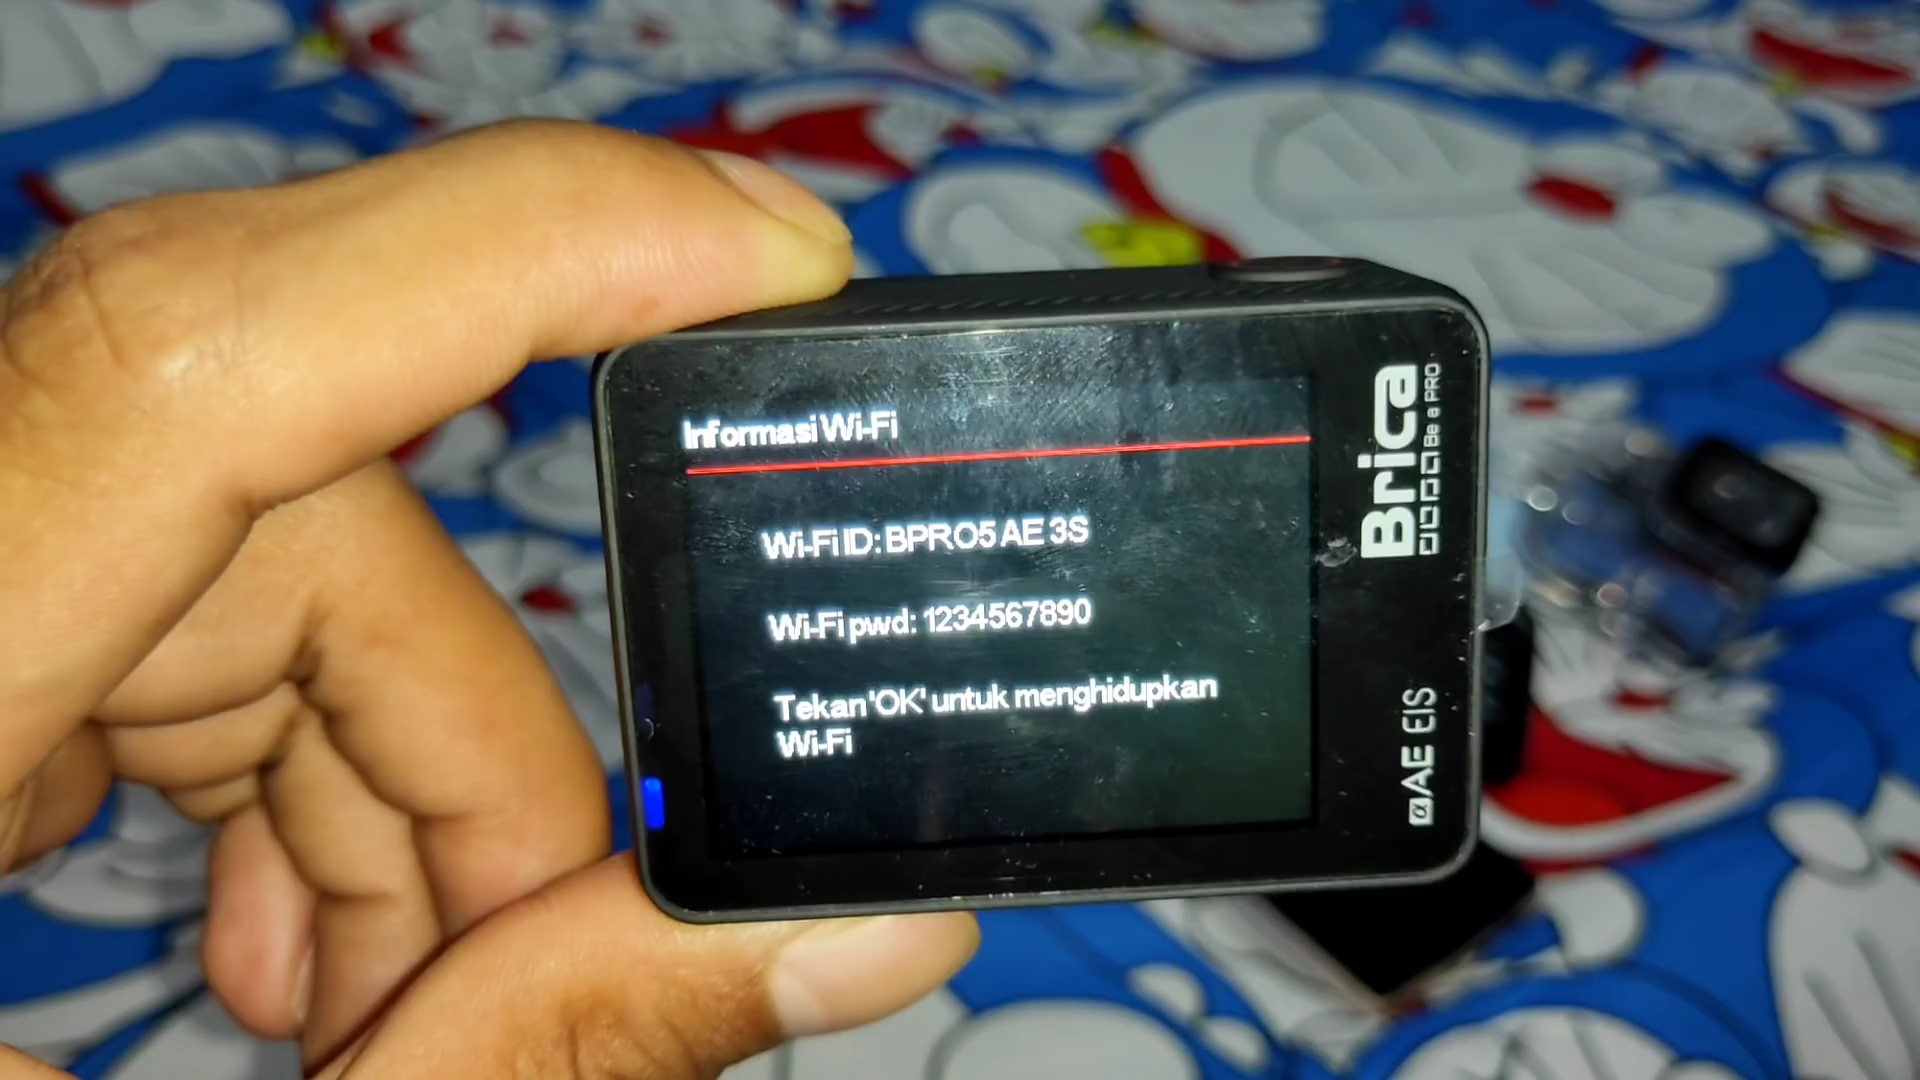 Informasi Wi-Fi
Wi-Fi ID: BPRO5 AE 3S
Wi-Fi pwd: 1234567890
Tekan 'OK' untuk menghidupkan
Wi-Fi
Brica
Be a PRO
αAE EIS